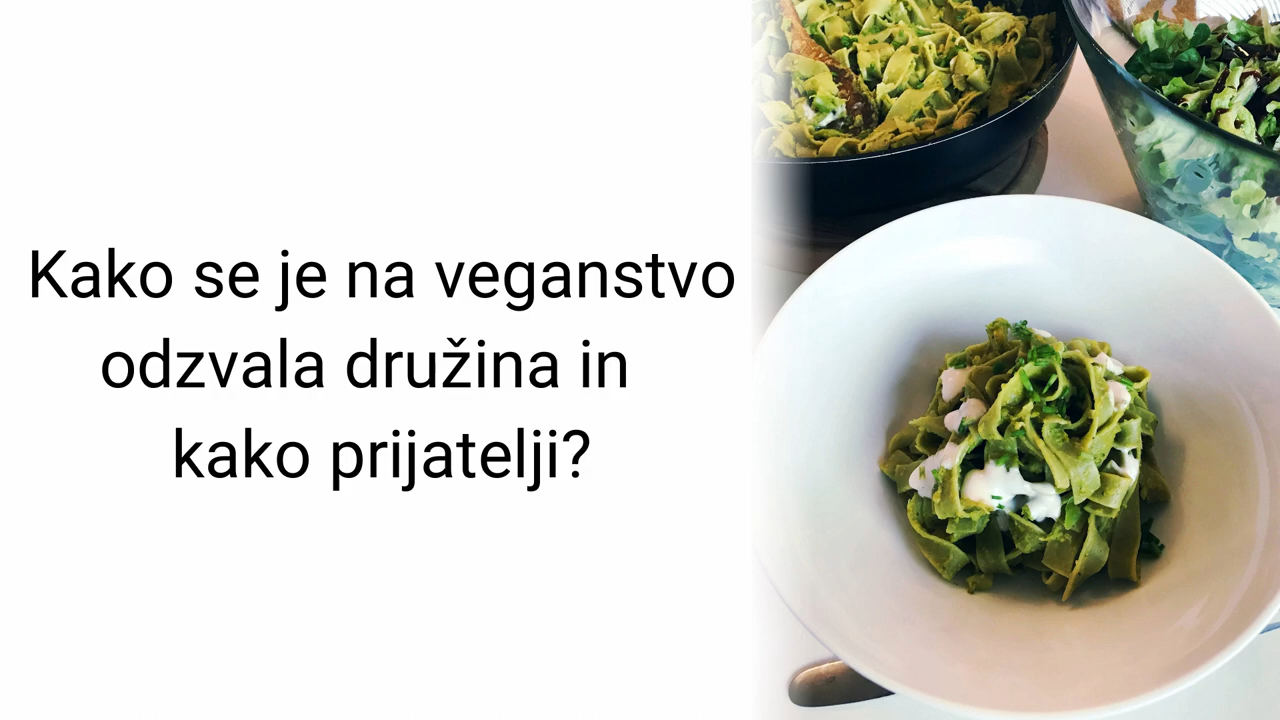 Kako se je na veganstvo
odzvala družina in
kako prijatelji?